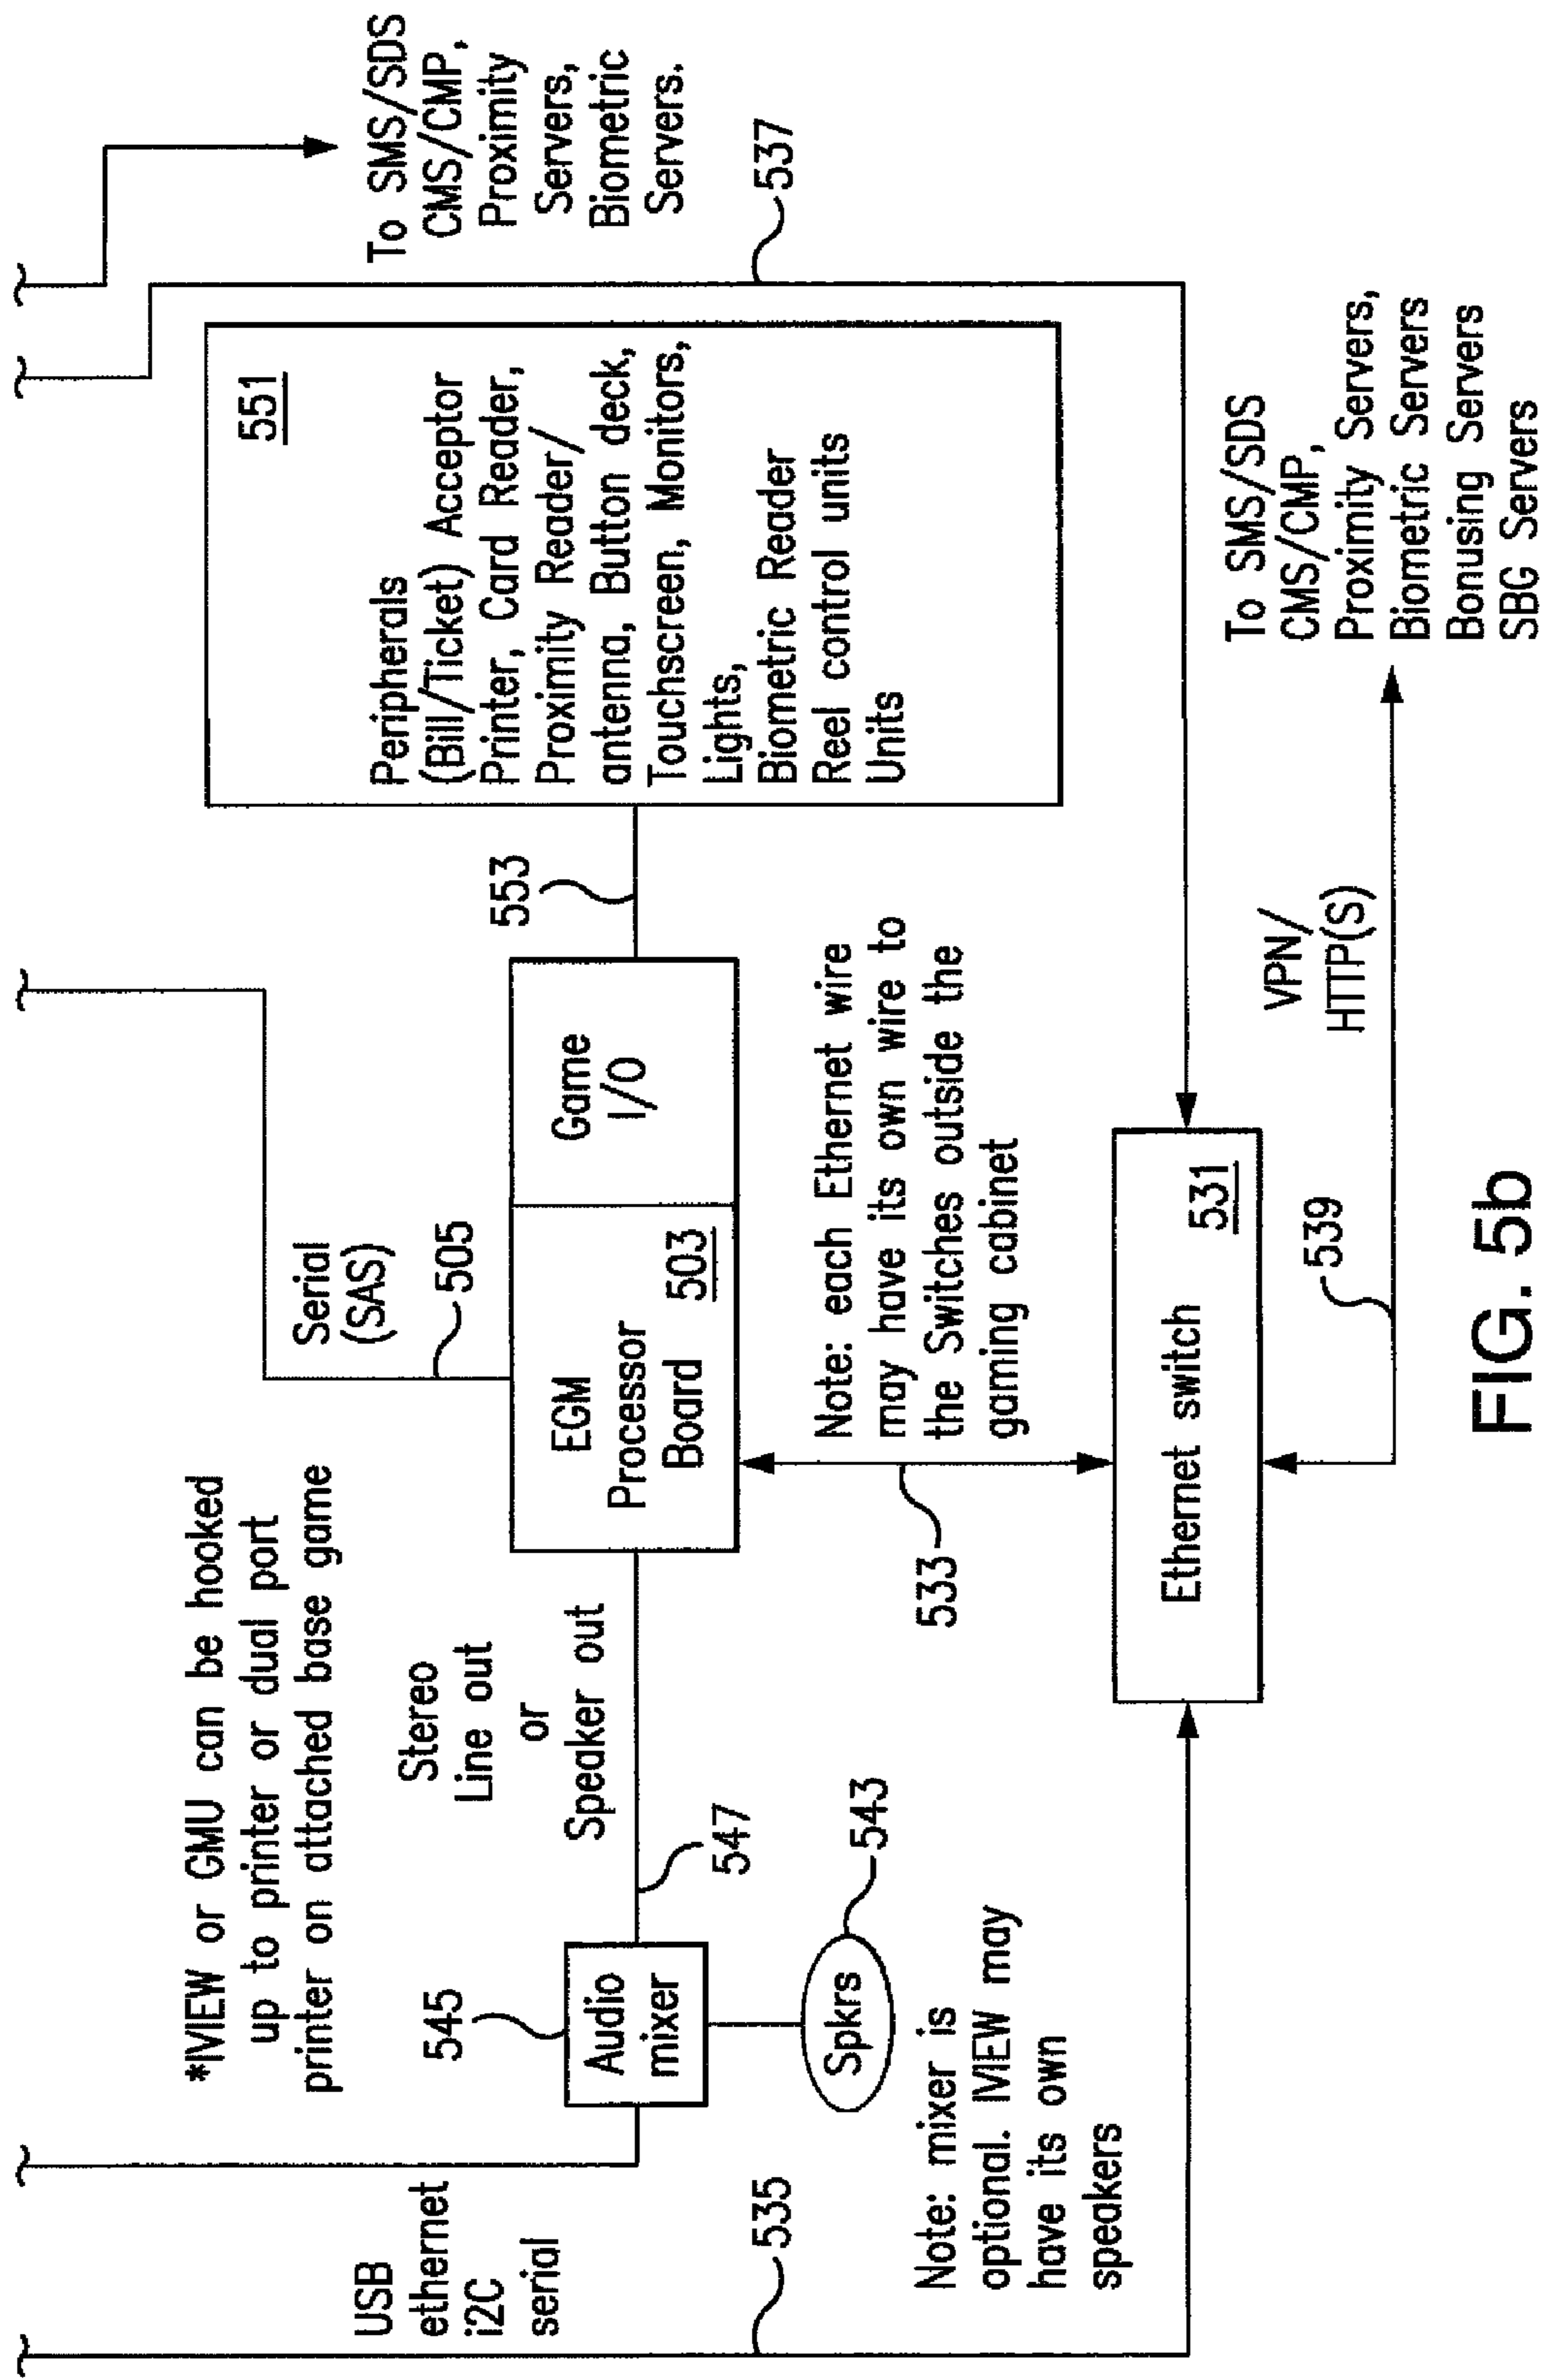 *IVIEW or GMU can be hooked
up to printer or dual port
printer on attached base game
USB
ethernet
i2C
serial
535
545
Audio
mixer
Spkrs
543
547
Note: mixer is
optional. IVIEW may
have its own
speakers
Stereo
Line out
or
Speaker out
Serial
(SAS)
505
EGM
Processor
Board
503
Game
I/O
553
551
Peripherals
(Bill/Ticket) Acceptor
Printer, Card Reader,
Proximity Reader/
antenna, Button deck,
Touchscreen, Monitors,
Lights,
Biometric Reader
Reel control units
Units
To SMS/SDS
CMS/CMP,
Proximity
Servers,
Biometric
Servers.
537
533
Note: each Ethernet wire
may have its own wire to
the Switches outside the
gaming cabinet
Ethernet switch
531
539
VPN/
HTTP(S)
To SMS/SDS
CMS/CMP,
Proximity Servers,
Biometric Servers
Bonusing Servers
SBG Servers
FIG. 5b